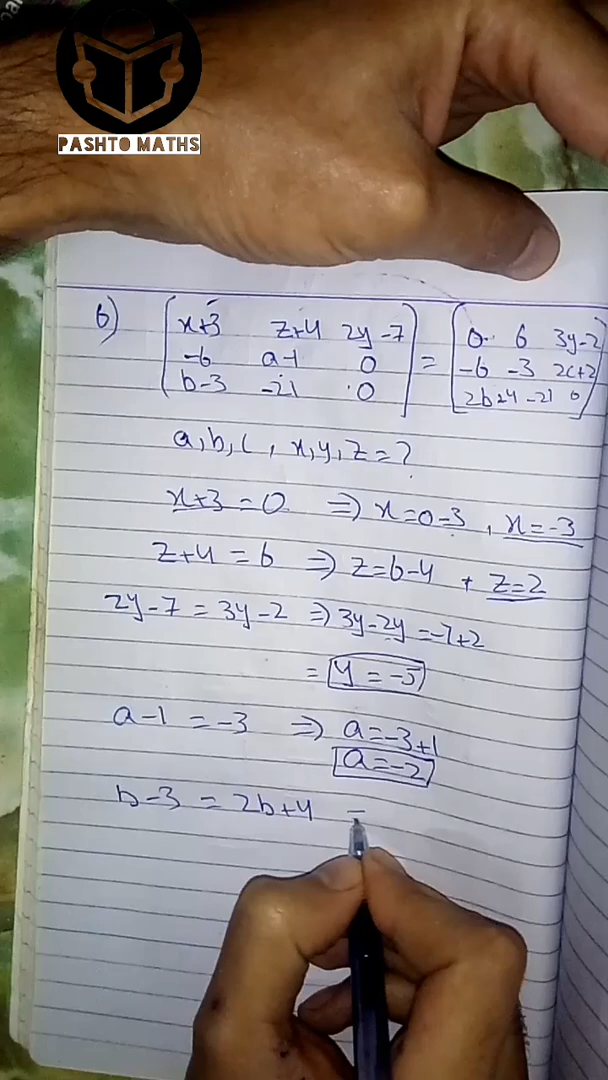 PASHTO MATHS
6) [x+3 z+4 2y-7 = [0 6 3y-2
-6 a-1 0 -6 -3 2c+2
b-3 -21 0] 2b+4 -21 0]
a, b, c, x, y, z = ?
x+3 = 0 ⇒ x=0-3, x=-3
z+4 = 6 ⇒ z=6-4 + z=2
2y-7 = 3y-2 ⇒ 3y-2y=-7+2
= y=-5
a-1 = -3 ⇒ a=-3+1
a=-2
b-3 = 2b+4 =